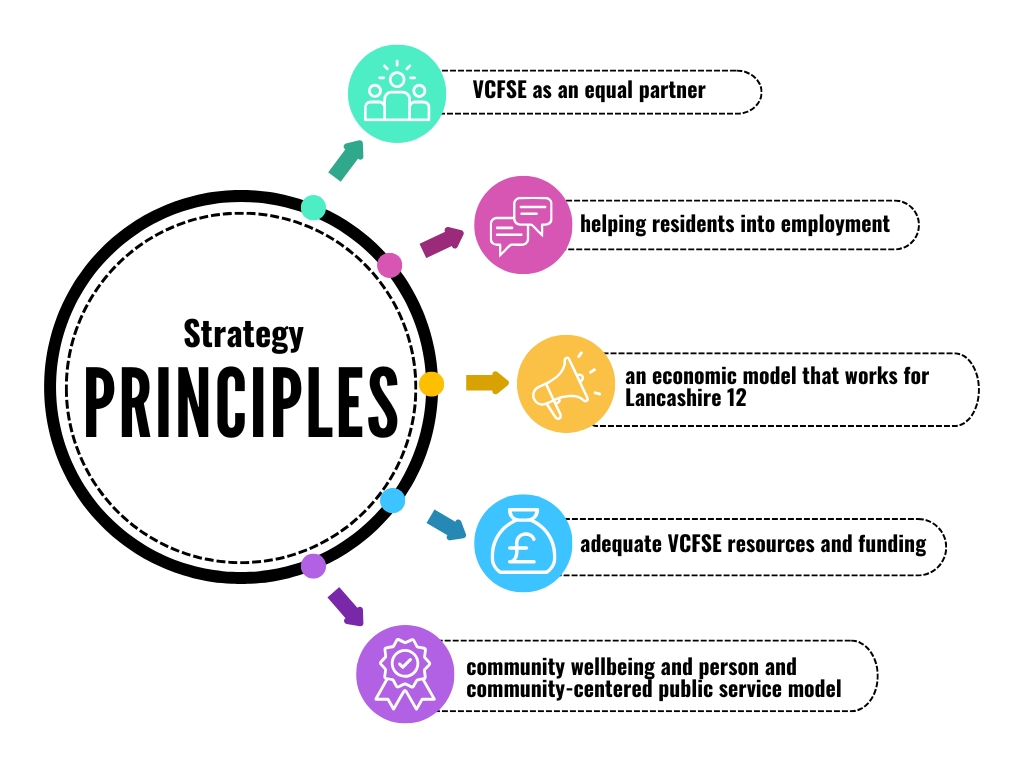 VCFSE as an equal partner
helping residents into employment
Strategy
PRINCIPLES
an economic model that works for
Lancashire 12
adequate VCFSE resources and funding
community wellbeing and person and
community-centered public service model